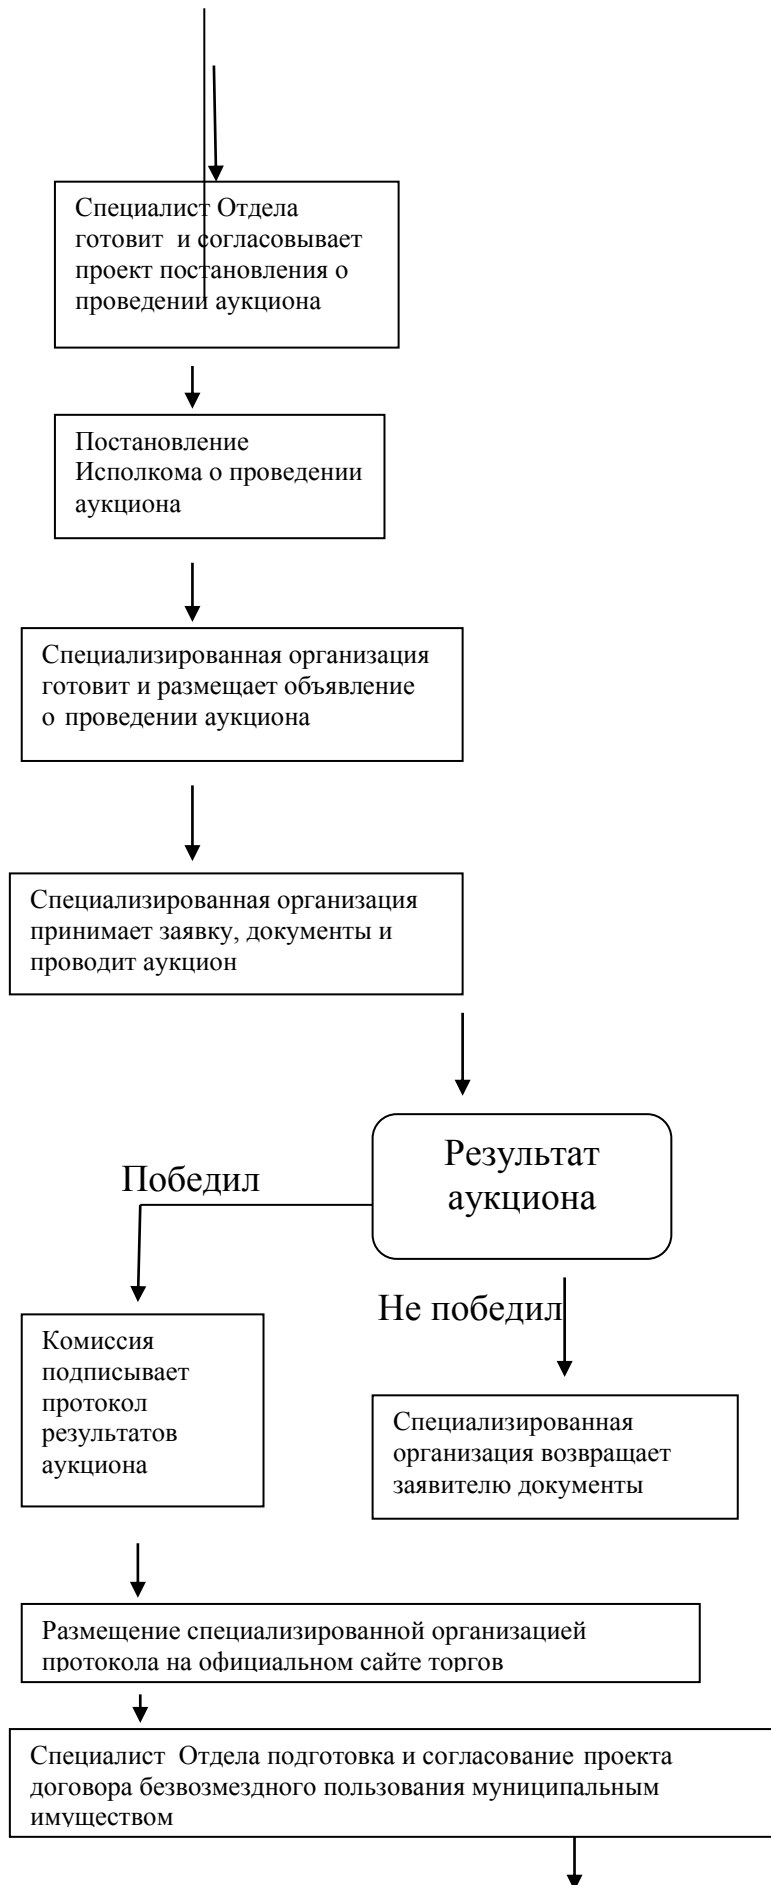 Специалист Отдела
готовит и согласовывает
проект постановления о
проведении аукциона
Постановление
Исполкома о проведении
аукциона
Специализированная организация
готовит и размещает объявление
о проведении аукциона
Специализированная организация
принимает заявку, документы и
проводит аукцион
Результат
аукциона
Победил
Не победил
Комиссия
подписывает
протокол
результатов
аукциона
Специализированная
организация возвращает
заявителю документы
Размещение специализированной организацией
протокола на официальном сайте торгов
Специалист Отдела подготовка и согласование проекта
договора безвозмездного пользования муниципальным
имуществом